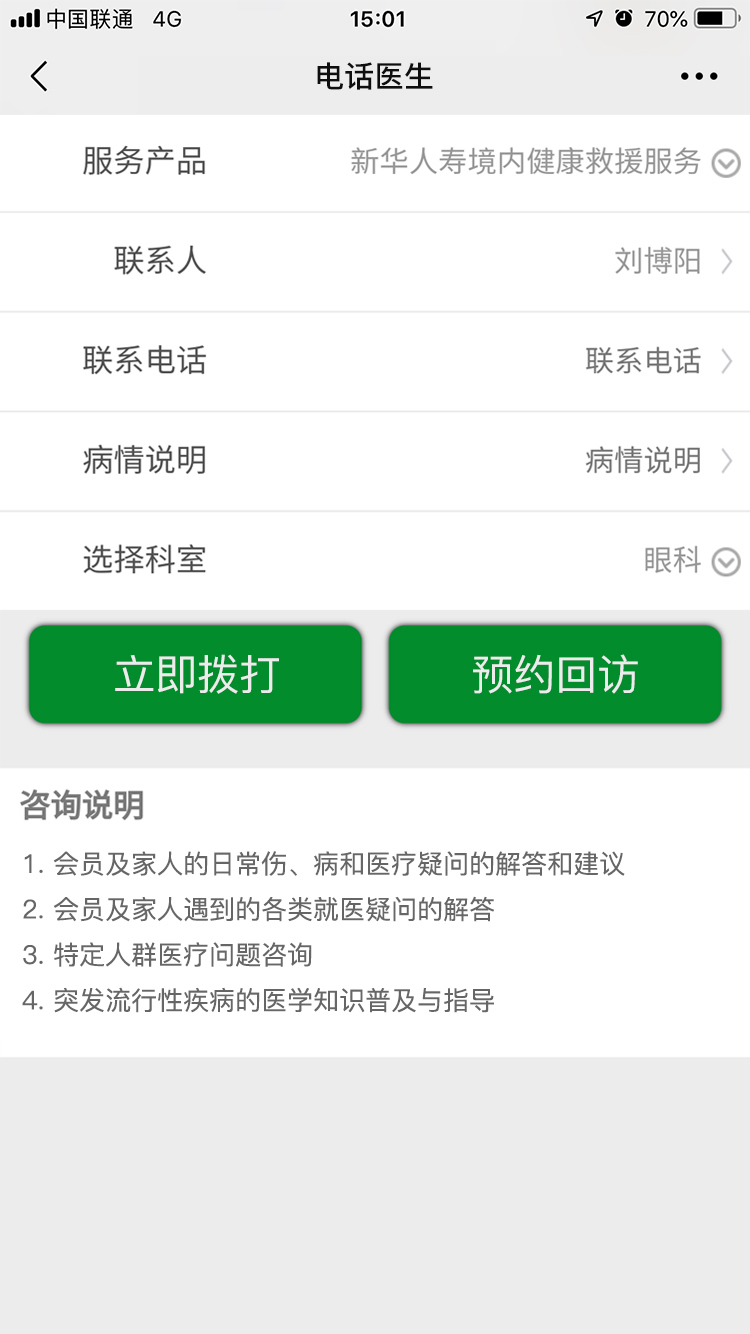 中国联通 4G 15:01 70%
电话医生
服务产品 新华人寿境内健康救援服务
联系人 刘博阳
联系电话 联系电话
病情说明 病情说明
选择科室 眼科
立即拨打 预约回访
咨询说明
1. 会员及家人的日常伤、病和医疗疑问的解答和建议
2. 会员及家人遇到的各类就医疑问的解答
3. 特定人群医疗问题咨询
4. 突发流行性疾病的医学知识普及与指导